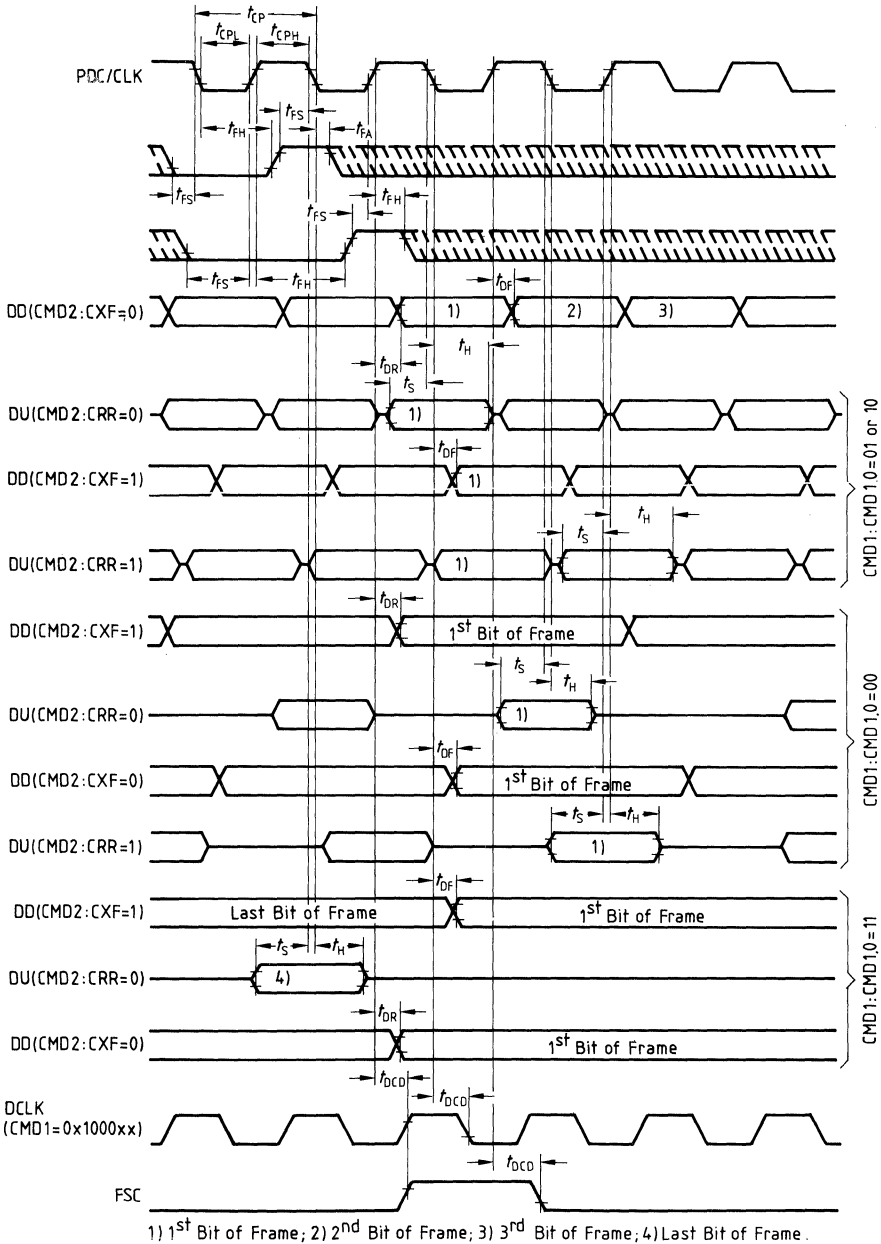 tCP
tCPL tCPH
PDC/CLK
tFS
tFH tFA
tFS tFH
tFS
tFS tFH
tDF
DD(CMD2:CXF=0) 1) 2) 3)
tH
tDR
tS
DU(CMD2:CRR=0) 1)
tDF
DD(CMD2:CXF=1) 1)
tH
tS
DU(CMD2:CRR=1) 1)
CMD1:CMD1,0=01 or 10
tDR
DD(CMD2:CXF=1) 1st Bit of Frame
tS
tH
DU(CMD2:CRR=0) 1)
tDF
DD(CMD2:CXF=0) 1st Bit of Frame
tS tH
DU(CMD2:CRR=1) 1)
CMD1:CMD1,0=00
tDF
DD(CMD2:CXF=1) Last Bit of Frame 1st Bit of Frame
tS tH
DU(CMD2:CRR=0) 4)
tDR
DD(CMD2:CXF=0) 1st Bit of Frame
CMD1:CMD1,0=11
tDCD
tDCD
DCLK
(CMD1=0x1000xx)
tDCD
FSC
1) 1st Bit of Frame; 2) 2nd Bit of Frame; 3) 3rd Bit of Frame; 4) Last Bit of Frame.